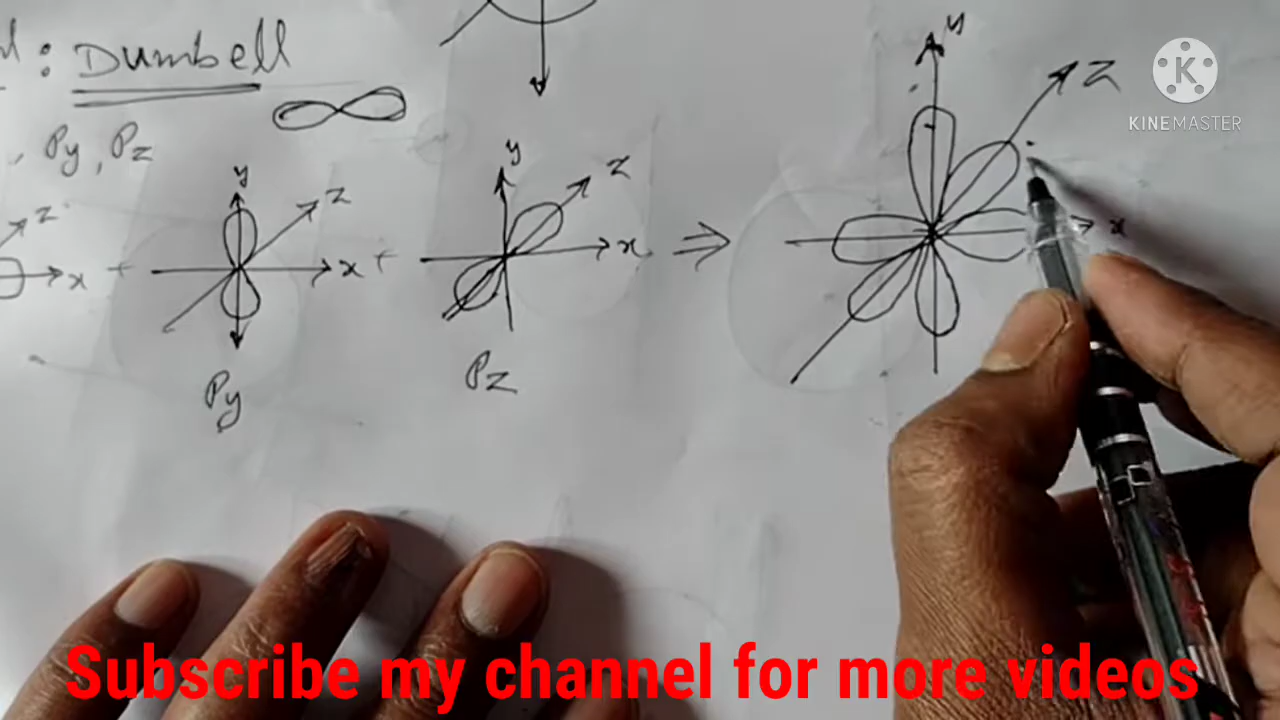 : Dumbell
, Py, Pz
y
z
x
+
y
z
x
+
y
z
x
⇒
y
z
x
Py
Pz
K
KINEMASTER
Subscribe my channel for more videos